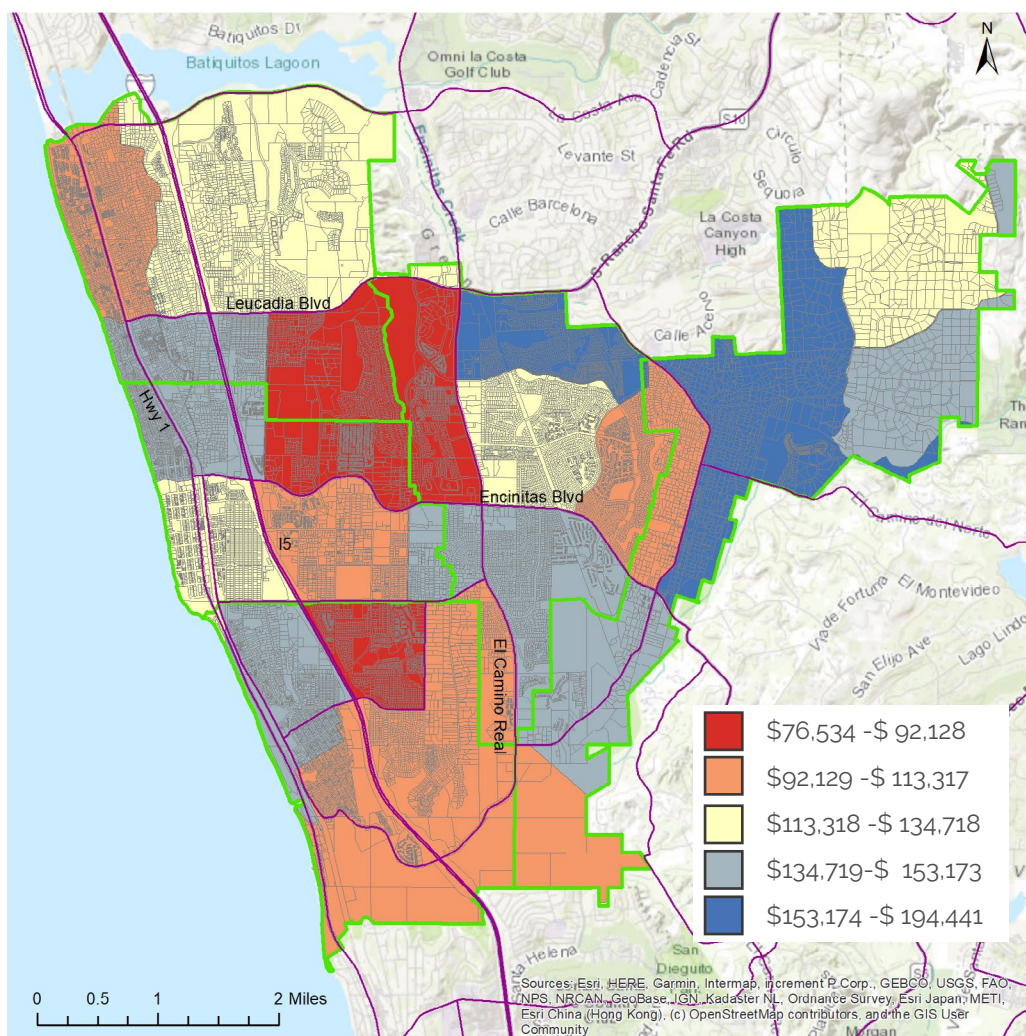 Batiquitos Dr
Batiquitos Lagoon
Omni la Costa
Golf Club
Cadencia St
La Costa Ave
S10
N
Levante St
Circulo
Sequoia
Encinitas Creek
Calle Barcelona
S Rancho Santa Fe Rd
La Costa
Canyon
High
Leucadia Blvd
Calle Acervo
Hwy 1
Encinitas Blvd
El Camino del Norte
I5
Via de Fortuna
El Montevideo
San Elijo Ave
Lago Lindo
El Camino Real
$76,534 -$ 92,128
$92,129 -$ 113,317
$113,318 -$ 134,718
$134,719-$ 153,173
$153,174 -$ 194,441
Helena
San
Dieguito
0 0.5 1 2 Miles
Sources: Esri, HERE, Garmin, Intermap, increment P Corp., GEBCO, USGS, FAO,
NPS, NRCAN, GeoBase, IGN, Kadaster NL, Ordnance Survey, Esri Japan, METI,
Esri China (Hong Kong), (c) OpenStreetMap contributors, and the GIS User
Community
Morgan